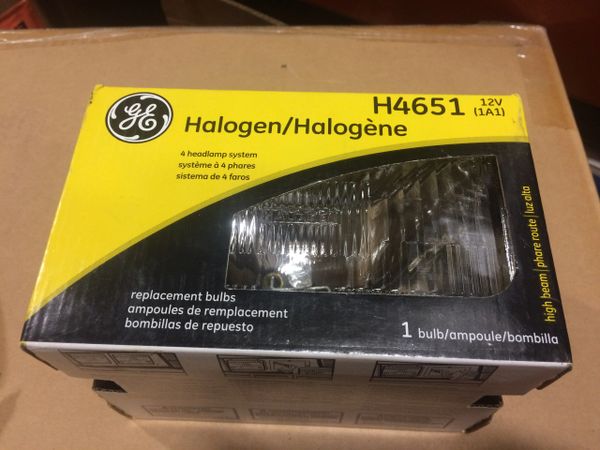 GE
H4651 12V
(1A1)
Halogen/Halogène
4 headlamp system
système à 4 phares
sistema de 4 faros
high beam | phare route | luz alta
replacement bulbs
ampoules de remplacement
bombillas de repuesto
1 bulb/ampoule/bombilla